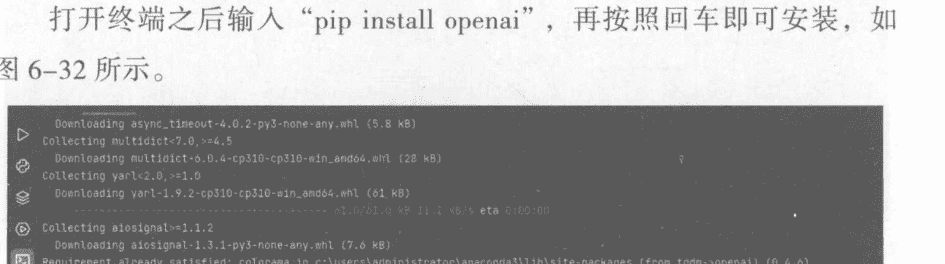 打开终端之后输入“pip install openai”，再按照回车即可安装，如
图 6-32 所示。
Downloading async_timeout-4.0.2-py3-none-any.whl (5.8 kB)
Collecting multidict<7.0,>=4.5
Downloading multidict-6.0.4-cp310-cp310-win_amd64.whl (28 kB)
Collecting yarl<2.0,>=1.0
Downloading yarl-1.9.2-cp310-cp310-win_amd64.whl (61 kB)
eta 0:00:00
Collecting aiosignal>=1.1.2
Downloading aiosignal-1.3.1-py3-none-any.whl (7.6 kB)
Requirement already satisfied: colorama in c:\users\administrator\anaconda3\lib\site-packages (from tqdm->openai) (0.4.6)